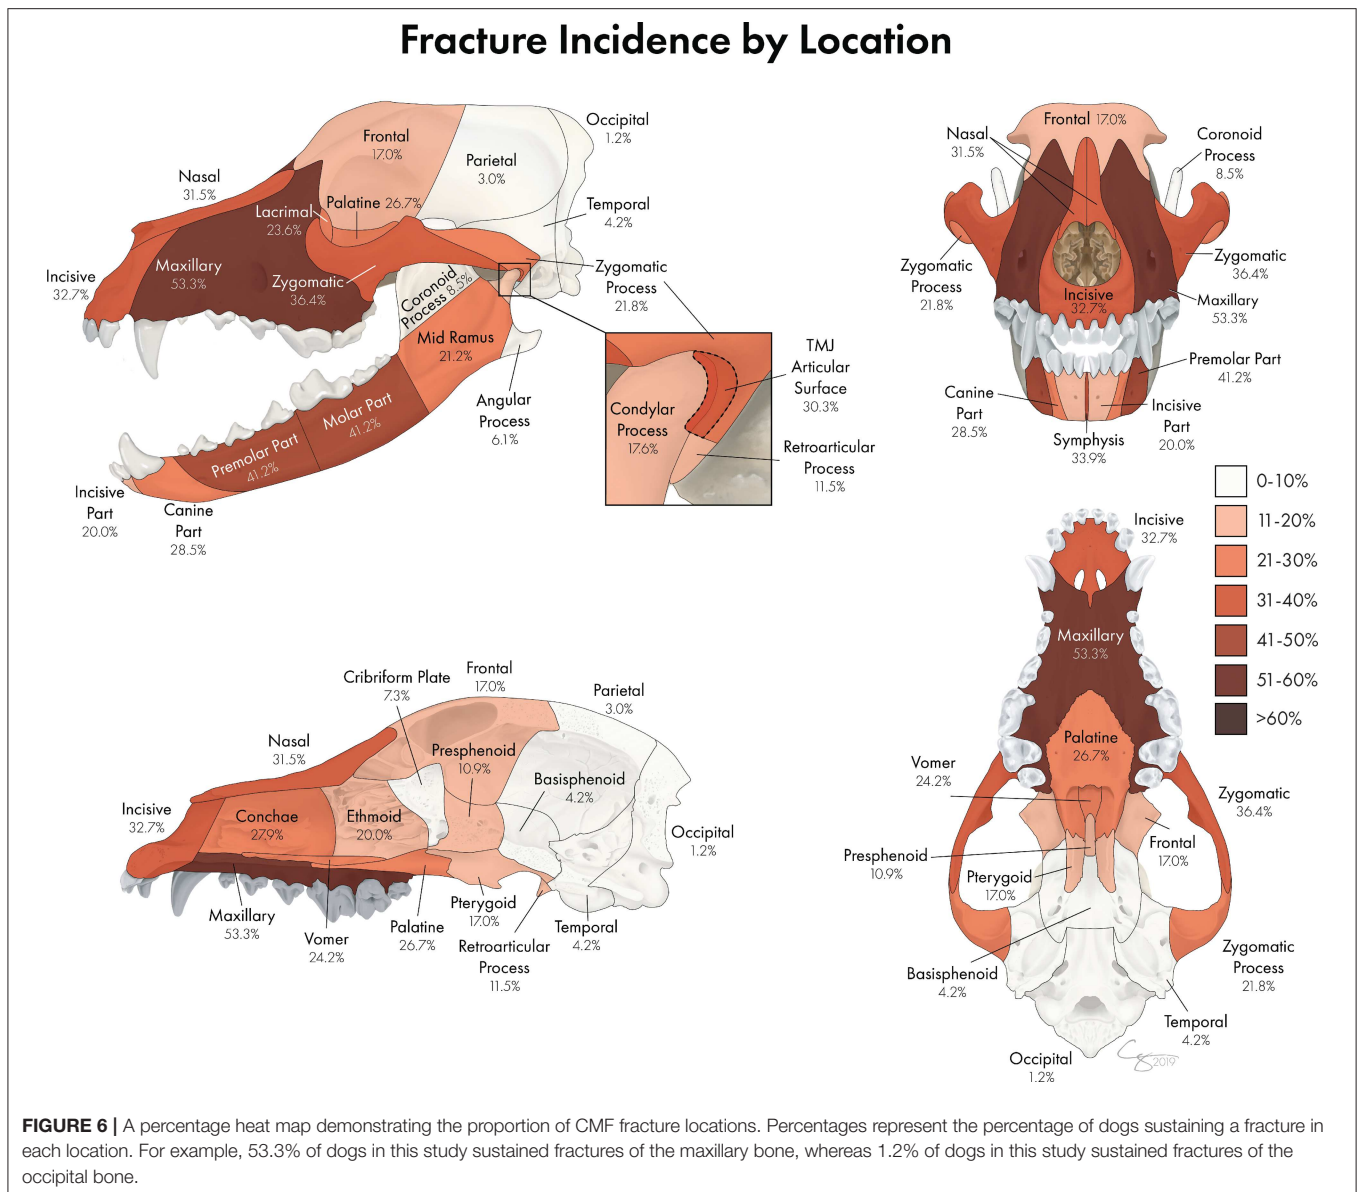 Fracture Incidence by Location
Occipital
1.2%
Frontal
17.0%
Parietal
3.0%
Nasal
31.5%
Palatine 26.7%
Lacrimal
23.6%
Temporal
4.2%
Incisive
32.7%
Maxillary
53.3%
Zygomatic
36.4%
Coronoid
Process 8.5%
Zygomatic
Process
21.8%
Mid Ramus
21.2%
Angular
Process
6.1%
Molar Part
41.2%
Premolar Part
41.2%
Incisive
Part
20.0%
Canine
Part
28.5%
TMJ
Articular
Surface
30.3%
Condylar
Process
17.6%
Retroarticular
Process
11.5%
Frontal 17.0%
Nasal
31.5%
Coronoid
Process
8.5%
Zygomatic
Process
21.8%
Zygomatic
36.4%
Incisive
32.7%
Maxillary
53.3%
Premolar Part
41.2%
Canine
Part
28.5%
Incisive
Part
20.0%
Symphysis
33.9%
0-10%
11-20%
21-30%
31-40%
41-50%
51-60%
>60%
Cribriform Plate
7.3%
Frontal
17.0%
Parietal
3.0%
Nasal
31.5%
Presphenoid
10.9%
Basisphenoid
4.2%
Incisive
32.7%
Conchae
27.9%
Ethmoid
20.0%
Occipital
1.2%
Maxillary
53.3%
Vomer
24.2%
Palatine
26.7%
Pterygoid
17.0%
Retroarticular
Process
11.5%
Temporal
4.2%
Incisive
32.7%
Maxillary
53.3%
Palatine
26.7%
Vomer
24.2%
Zygomatic
36.4%
Presphenoid
10.9%
Frontal
17.0%
Pterygoid
17.0%
Basisphenoid
4.2%
Zygomatic
Process
21.8%
Temporal
4.2%
Occipital
1.2%
2019
FIGURE 6 | A percentage heat map demonstrating the proportion of CMF fracture locations. Percentages represent the percentage of dogs sustaining a fracture in
each location. For example, 53.3% of dogs in this study sustained fractures of the maxillary bone, whereas 1.2% of dogs in this study sustained fractures of the
occipital bone.